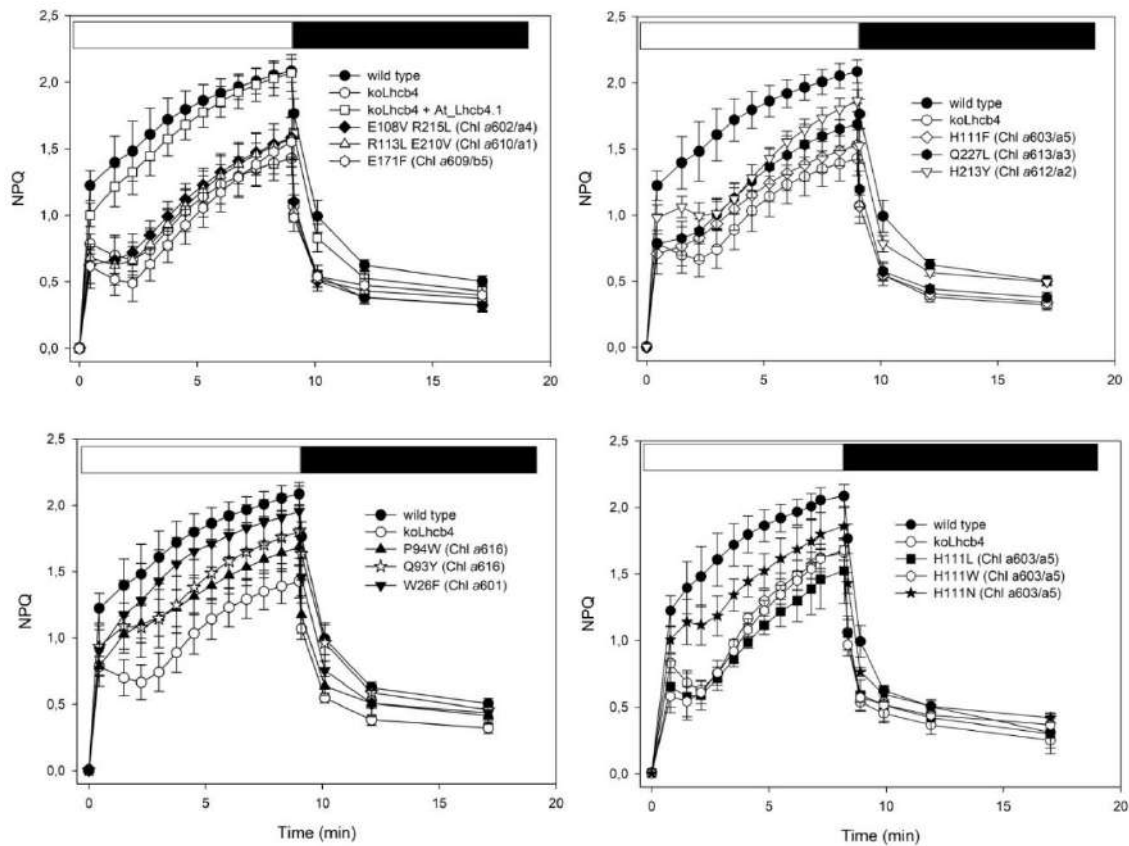 2,5
2,0
1,5
1,0
0,5
0,0
NPQ
wild type
koLhcb4
koLhcb4 + At_Lhcb4.1
E108V R215L (Chl a602/a4)
R113L E210V (Chl a610/a1)
E171F (Chl a609/b5)
0 5 10 15 20
2,5
2,0
1,5
1,0
0,5
0,0
NPQ
wild type
koLhcb4
H111F (Chl a603/a5)
Q227L (Chl a613/a3)
H213Y (Chl a612/a2)
0 5 10 15 20
2,5
2,0
1,5
1,0
0,5
0,0
NPQ
wild type
koLhcb4
P94W (Chl a616)
Q93Y (Chl a616)
W26F (Chl a601)
0 5 10 15 20
Time (min)
2,5
2,0
1,5
1,0
0,5
0,0
NPQ
wild type
koLhcb4
H111L (Chl a603/a5)
H111W (Chl a603/a5)
H111N (Chl a603/a5)
0 5 10 15 20
Time (min)